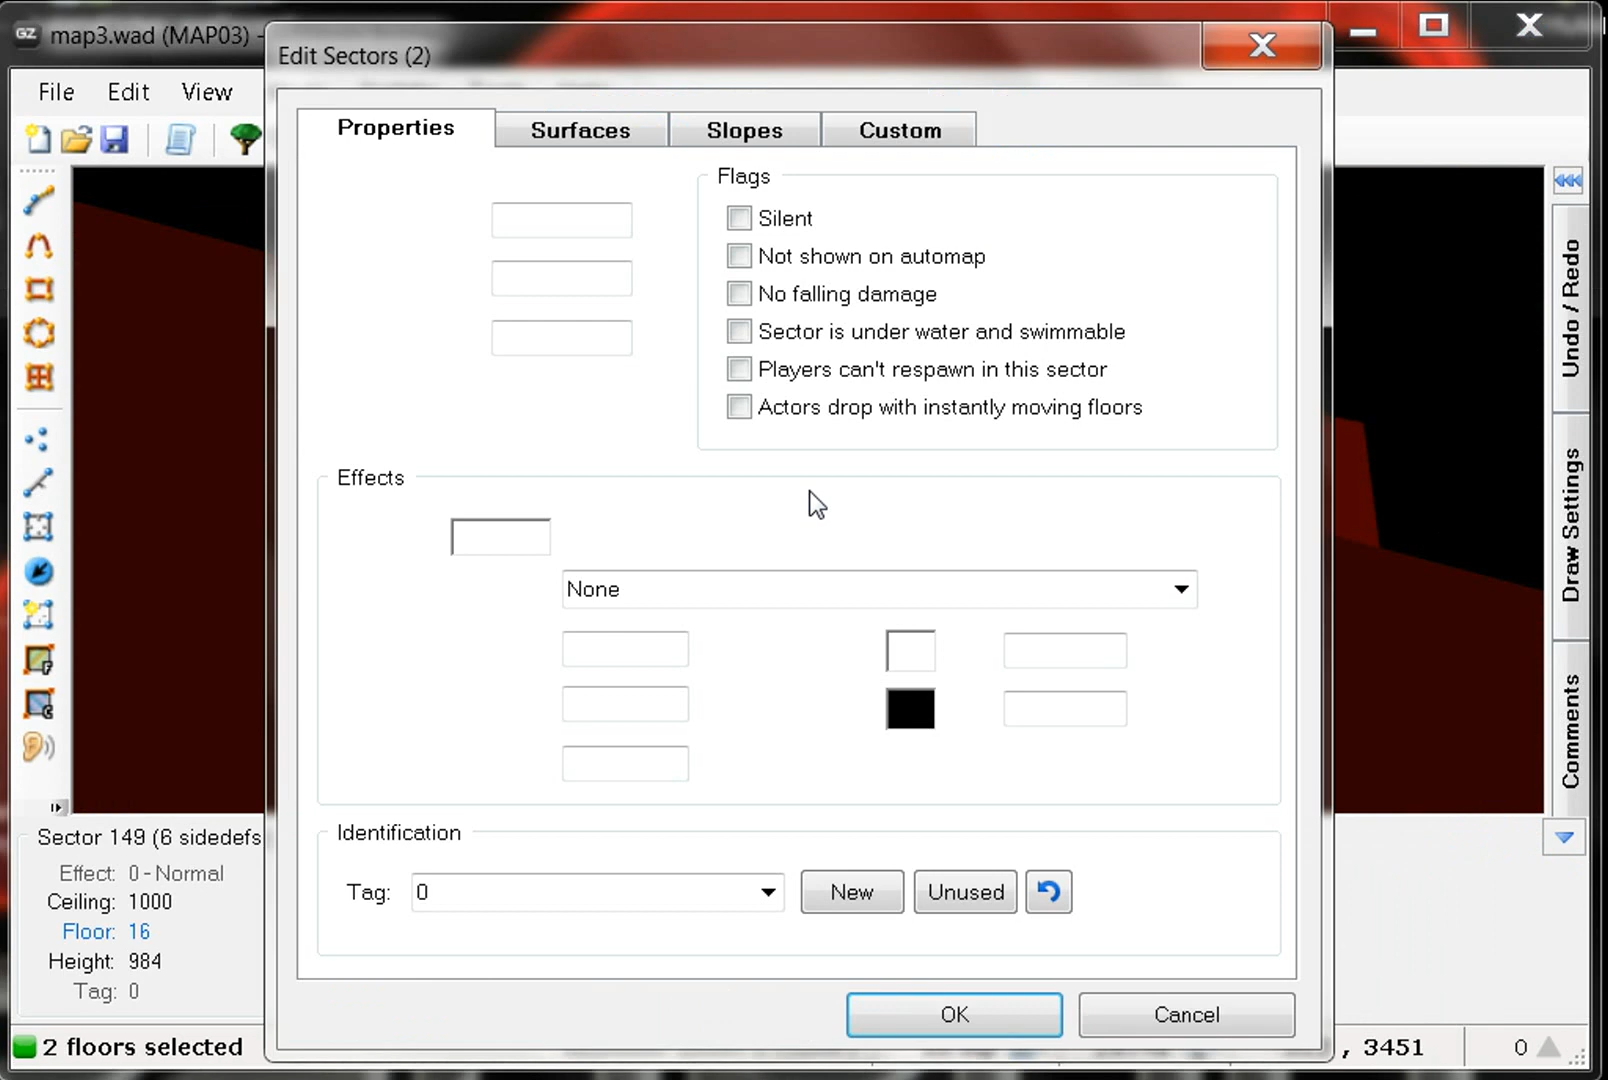 GZ map3.wad (MAP03) -
Edit Sectors (2)
File Edit View
Properties Surfaces Slopes Custom
Flags
Silent
Not shown on automap
No falling damage
Sector is under water and swimmable
Players can't respawn in this sector
Actors drop with instantly moving floors
Effects
None
Identification
Tag: 0 New Unused
OK Cancel
Undo / Redo
Draw Settings
Comments
Sector 149 (6 sidedefs
Effect: 0 - Normal
Ceiling: 1000
Floor: 16
Height: 984
Tag: 0
2 floors selected
, 3451 0